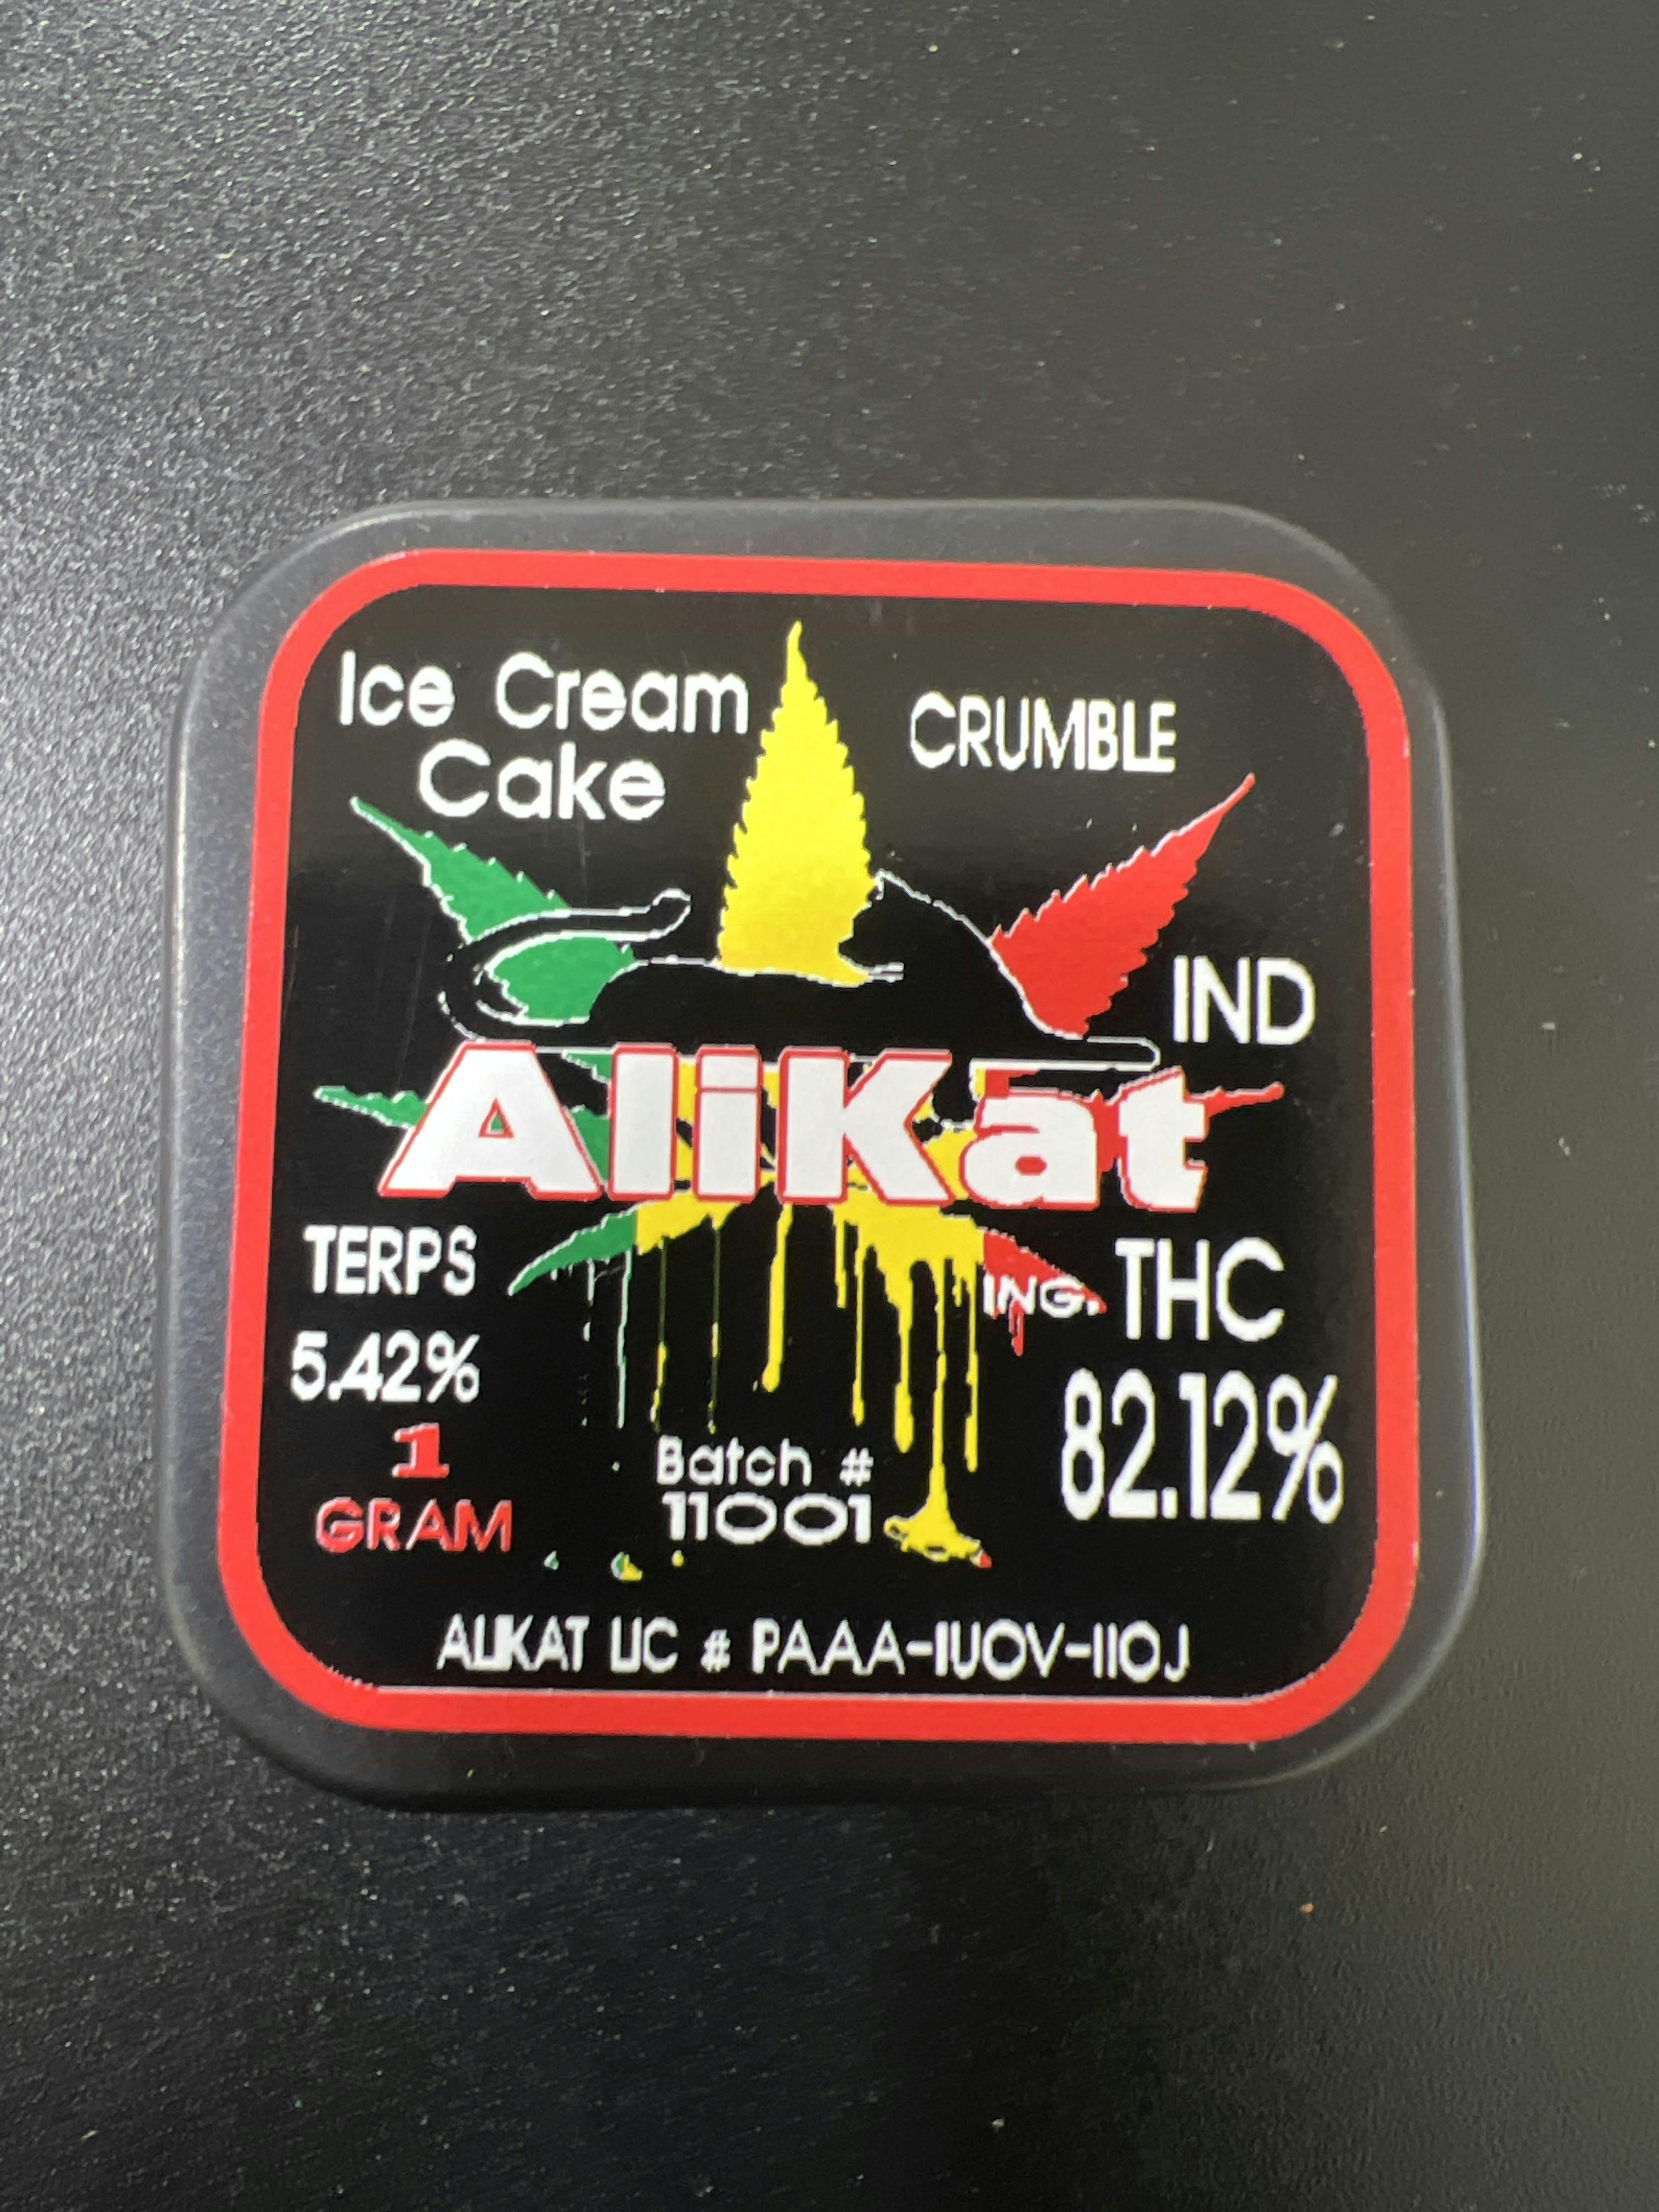 Ice Cream
Cake
CRUMBLE
IND
AliKat
TERPS
5.42%
1
GRAM
ING.
THC
82.12%
Batch #
11001
ALIKAT LIC # PAAA-IUOV-IIOJ